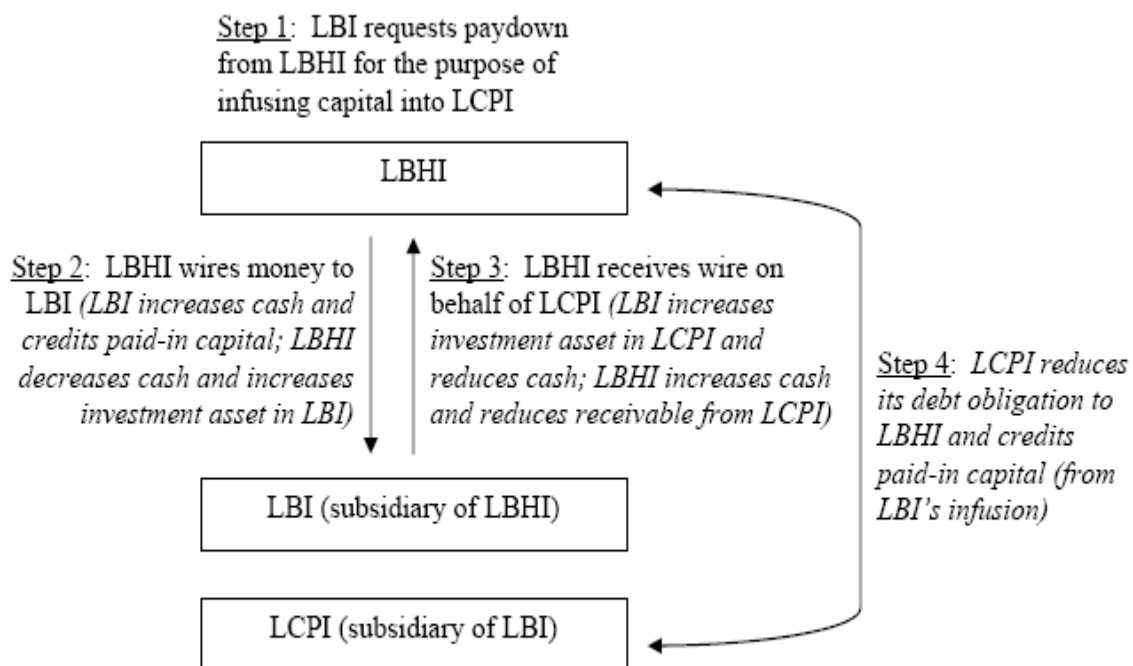 Step 1: LBI requests paydown
from LBHI for the purpose of
infusing capital into LCPI
LBHI
Step 2: LBHI wires money to
LBI (LBI increases cash and
credits paid-in capital; LBHI
decreases cash and increases
investment asset in LBI)
Step 3: LBHI receives wire on
behalf of LCPI (LBI increases
investment asset in LCPI and
reduces cash; LBHI increases cash
and reduces receivable from LCPI)
Step 4: LCPI reduces
its debt obligation to
LBHI and credits
paid-in capital (from
LBI's infusion)
LBI (subsidiary of LBHI)
LCPI (subsidiary of LBI)